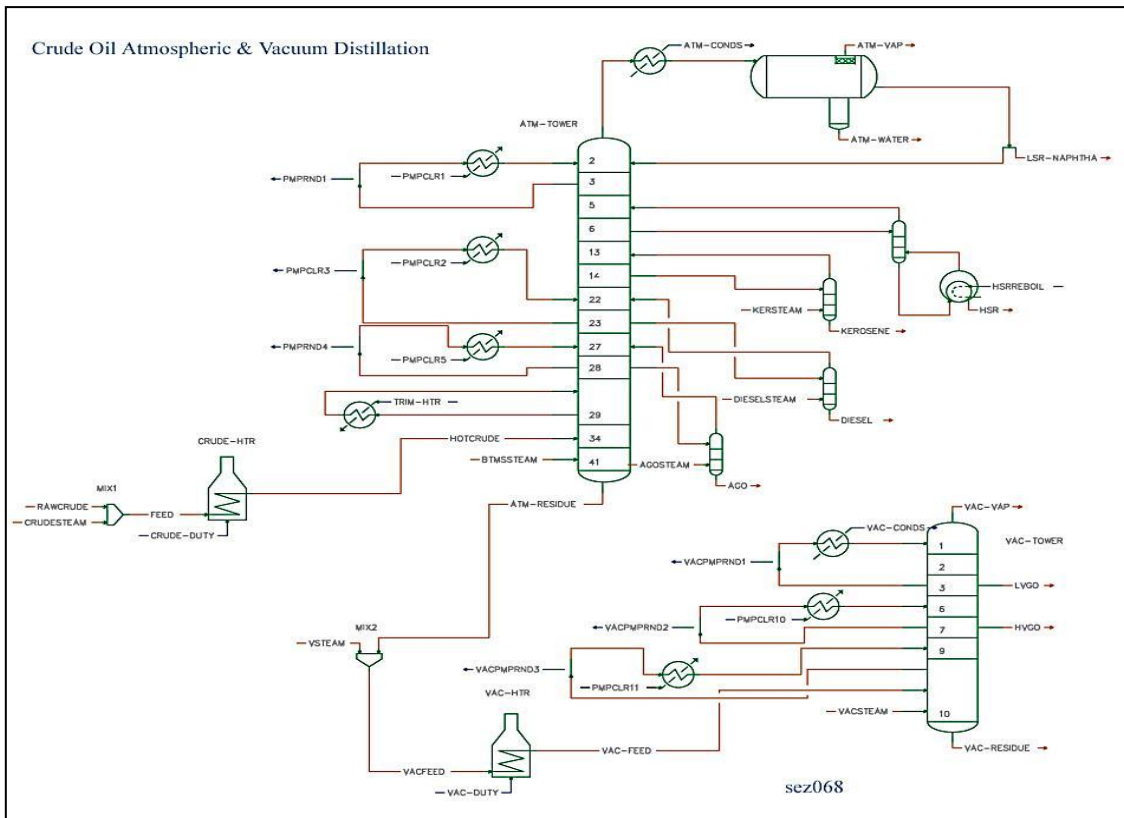 Crude Oil Atmospheric & Vacuum Distillation
ATM-CONDS
ATM-VAP
ATM-WATER
LSR-NAPHTHA
ATM-TOWER
PMPRND1
PMPCLR1
2
3
5
6
13
14
22
23
27
28
29
34
41
PMPCLR3
PMPCLR2
PMPRND4
PMPCLR5
TRIM-HTR
HSRREBOIL
HSR
KERSTEAM
KEROSENE
DIESELSTEAM
DIESEL
AGOSTEAM
AGO
CRUDE-HTR
HOTCRUDE
BTMSSTEAM
ATM-RESIDUE
MIX1
RAWCRUDE
CRUDESTEAM
FEED
CRUDE-DUTY
VAC-VAP
VAC-CONDS
VAC-TOWER
VACPMPRND1
1
2
3
6
7
9
10
LVGO
HVGO
PMPCLR10
VACPMPRND2
MIX2
VSTEAM
VACPMPRND3
PMPCLR11
VAC-HTR
VACSTEAM
VAC-FEED
VACFEED
VAC-DUTY
VAC-RESIDUE
sez068